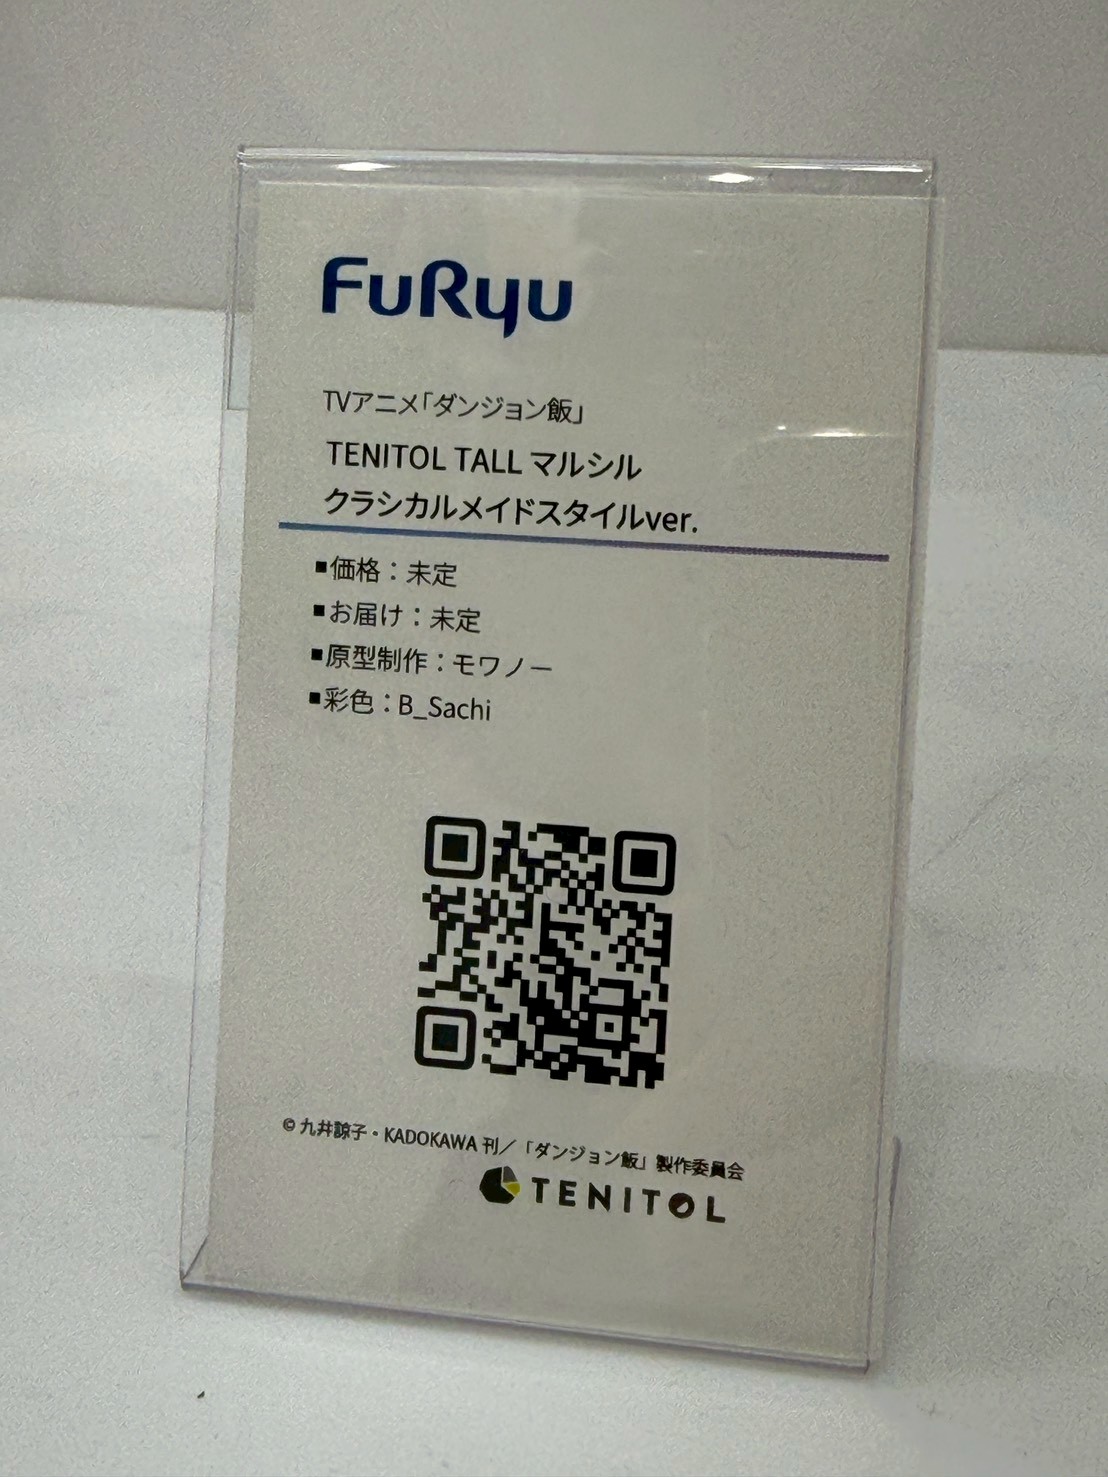 FuRyu
TVアニメ「ダンジョン飯」
TENITOL TALL マルシル
クラシカルメイドスタイルver.
■価格：未定
■お届け：未定
■原型制作：モワノー
■彩色：B_Sachi
© 九井諒子・KADOKAWA 刊／「ダンジョン飯」製作委員会
TENITOL